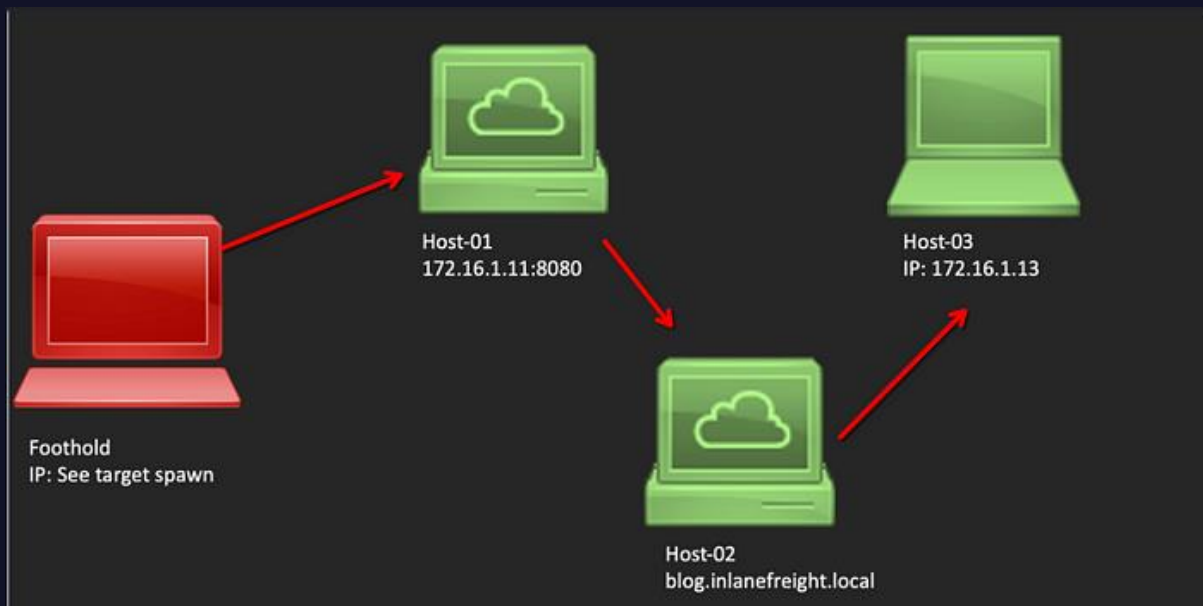 Host-01
172.16.1.11:8080
Host-03
IP: 172.16.1.13
Foothold
IP: See target spawn
Host-02
blog.inlanefreight.local